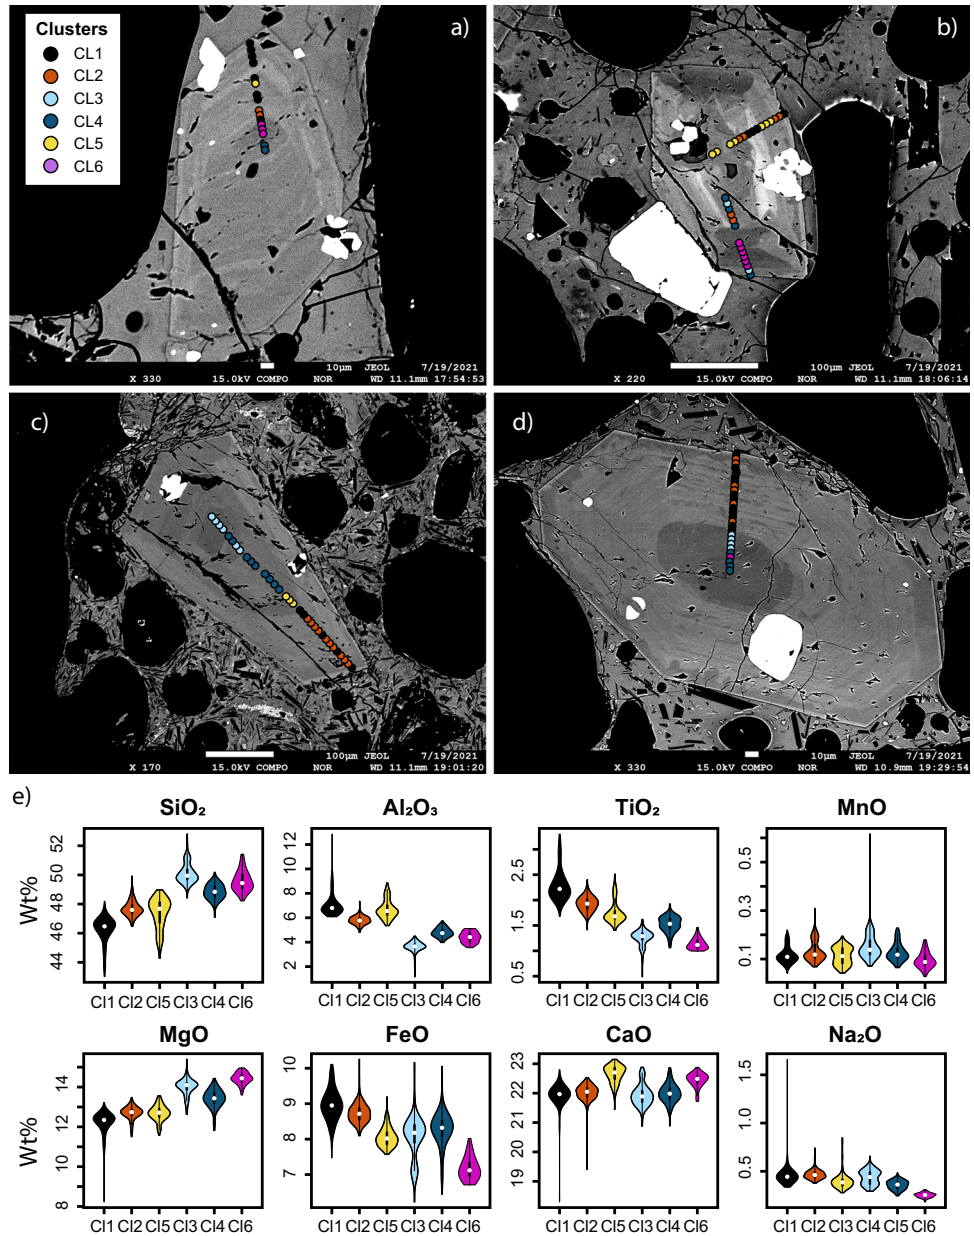 Clusters
CL1
CL2
CL3
CL4
CL5
CL6
a)
10µm JEOL 7/19/2021
X 330 15.0kV COMPO NOR WD 11.1mm 17:54:53
b)
100µm JEOL 7/19/2021
X 220 15.0kV COMPO NOR WD 11.1mm 18:06:14
c)
100µm JEOL 7/19/2021
X 170 15.0kV COMPO NOR WD 11.1mm 19:01:20
d)
10µm JEOL 7/19/2021
X 330 15.0kV COMPO NOR WD 10.9mm 19:29:54
e)
SiO₂ Al₂O₃ TiO₂ MnO
Wt%
44 46 48 50 52
2 4 6 8 10 12
0.5 1.5 2.5
0.1 0.3 0.5
Cl1 Cl2 Cl5 Cl3 Cl4 Cl6 Cl1 Cl2 Cl5 Cl3 Cl4 Cl6 Cl1 Cl2 Cl5 Cl3 Cl4 Cl6 Cl1 Cl2 Cl5 Cl3 Cl4 Cl6
MgO FeO CaO Na₂O
Wt%
8 10 12 14
7 8 9 10
19 20 21 22 23
0.5 1.0 1.5
Cl1 Cl2 Cl5 Cl3 Cl4 Cl6 Cl1 Cl2 Cl5 Cl3 Cl4 Cl6 Cl1 Cl2 Cl5 Cl3 Cl4 Cl6 Cl1 Cl2 Cl5 Cl3 Cl4 Cl6